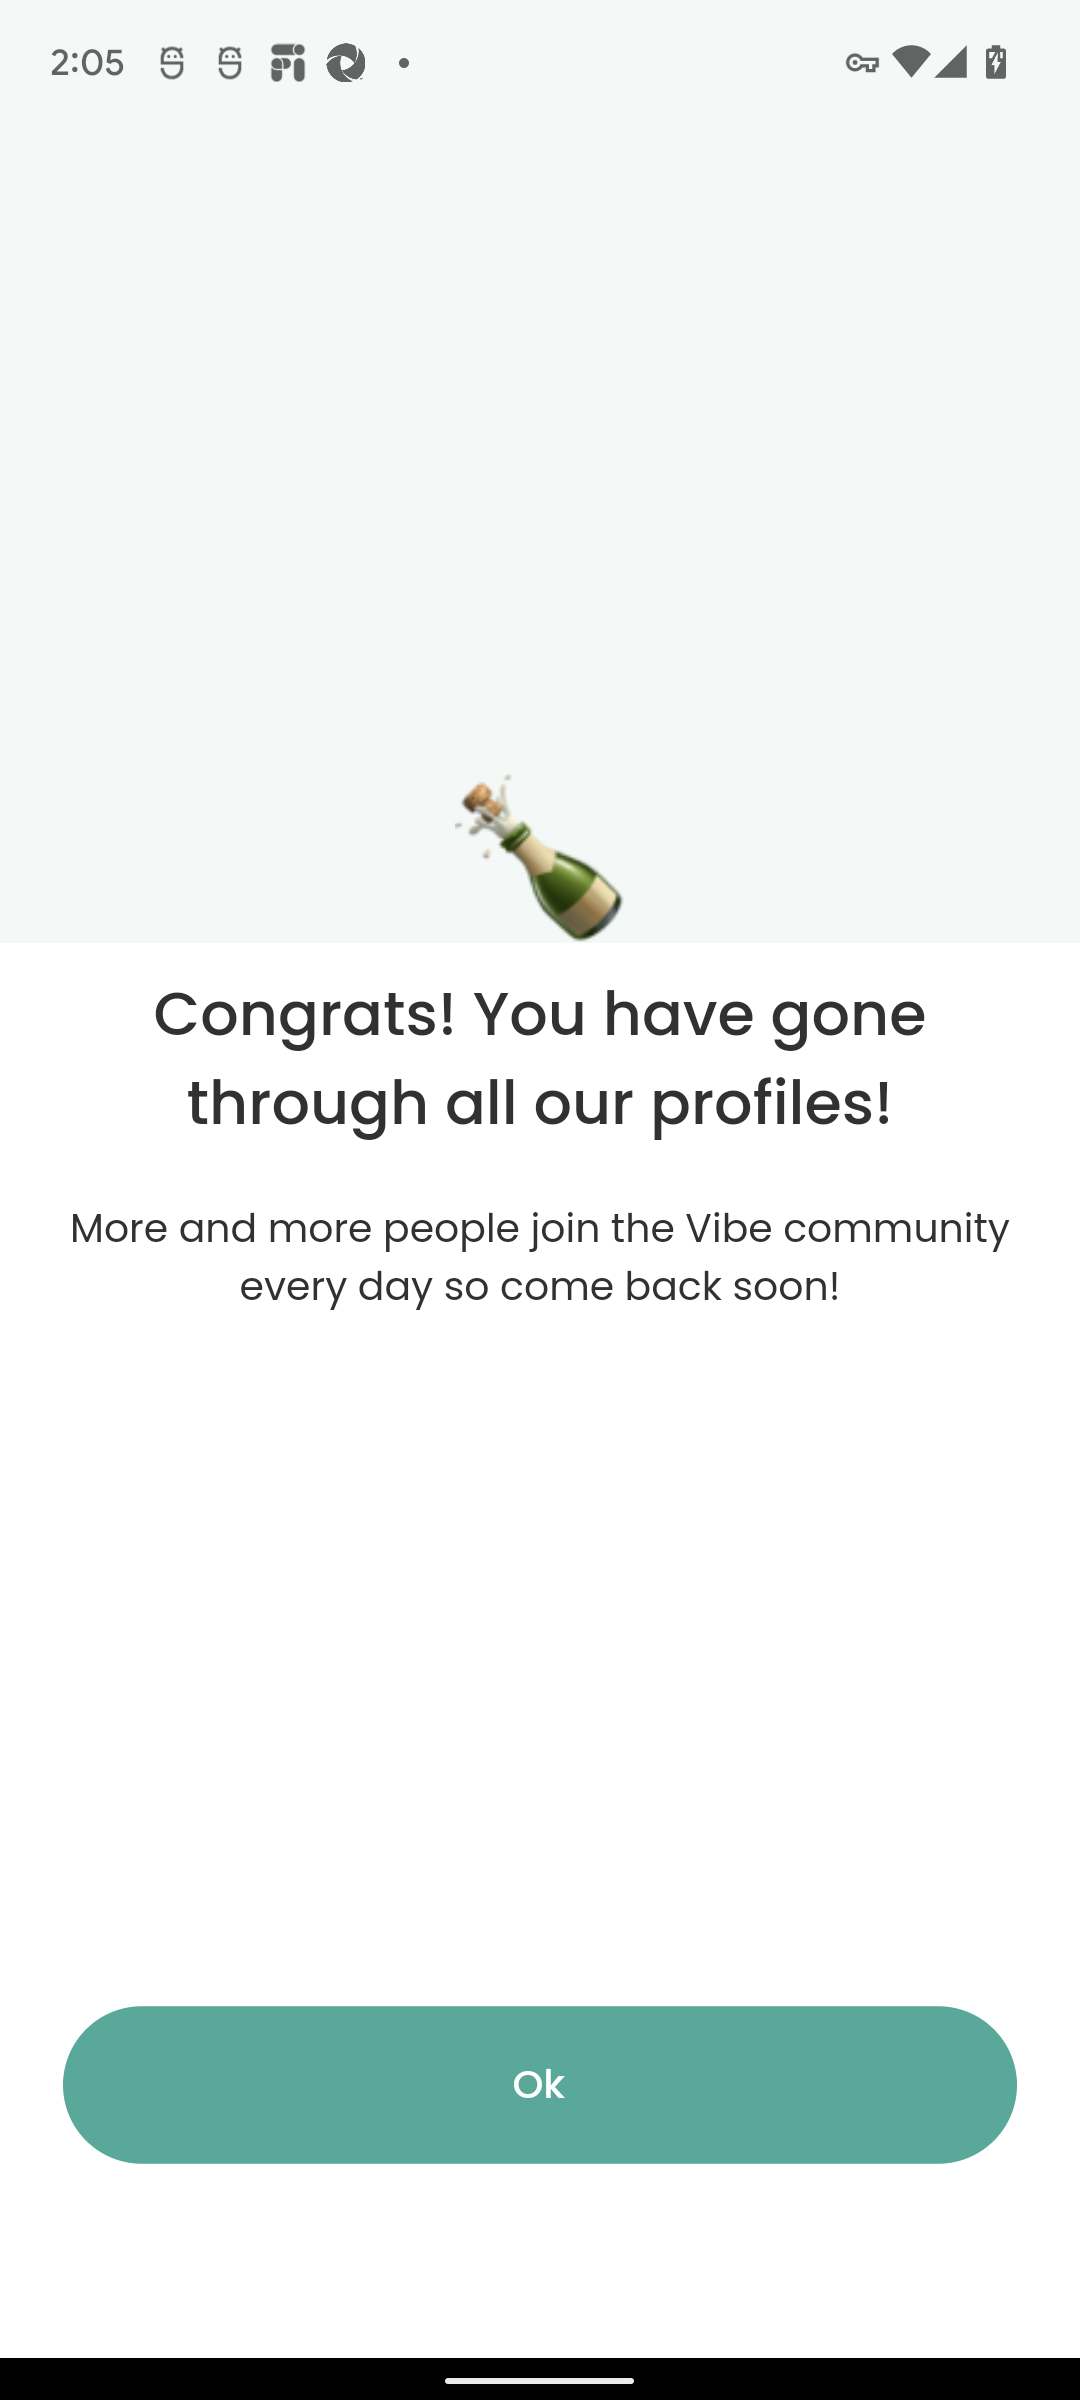 2:05
Congrats! You have gone
through all our profiles!
More and more people join the Vibe community
every day so come back soon!
Ok